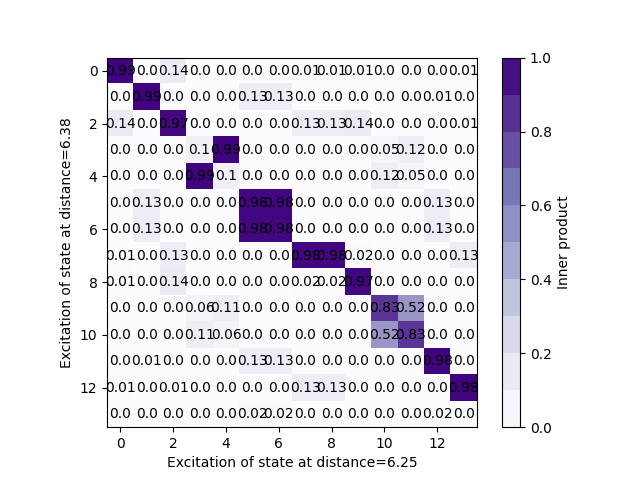 0 0.99 0.0 0.14 0.0 0.0 0.0 0.0 0.01 0.01 0.01 0.0 0.0 0.0 0.01
0.0 0.99 0.0 0.0 0.0 0.13 0.13 0.0 0.0 0.0 0.0 0.0 0.01 0.0
2 0.14 0.0 0.97 0.0 0.0 0.0 0.0 0.13 0.13 0.14 0.0 0.0 0.0 0.01
0.0 0.0 0.0 0.1 0.99 0.0 0.0 0.0 0.0 0.0 0.05 0.12 0.0 0.0
4 0.0 0.0 0.0 0.99 0.1 0.0 0.0 0.0 0.0 0.0 0.12 0.05 0.0 0.0
0.0 0.13 0.0 0.0 0.0 0.98 0.98 0.0 0.0 0.0 0.0 0.0 0.13 0.0
6 0.0 0.13 0.0 0.0 0.0 0.98 0.98 0.0 0.0 0.0 0.0 0.0 0.13 0.0
0.01 0.0 0.13 0.0 0.0 0.0 0.0 0.98 0.98 0.02 0.0 0.0 0.0 0.13
8 0.01 0.0 0.14 0.0 0.0 0.0 0.0 0.02 0.02 0.97 0.0 0.0 0.0 0.0
0.0 0.0 0.0 0.06 0.11 0.0 0.0 0.0 0.0 0.0 0.83 0.52 0.0 0.0
10 0.0 0.0 0.0 0.11 0.06 0.0 0.0 0.0 0.0 0.0 0.52 0.83 0.0 0.0
0.0 0.01 0.0 0.0 0.0 0.13 0.13 0.0 0.0 0.0 0.0 0.0 0.98 0.0
12 0.01 0.0 0.01 0.0 0.0 0.0 0.0 0.13 0.13 0.0 0.0 0.0 0.0 0.98
0.0 0.0 0.0 0.0 0.0 0.02 0.02 0.0 0.0 0.0 0.0 0.0 0.02 0.0
0 2 4 6 8 10 12
Excitation of state at distance=6.25
Excitation of state at distance=6.38
1.0
0.8
0.6
0.4
0.2
0.0
Inner product